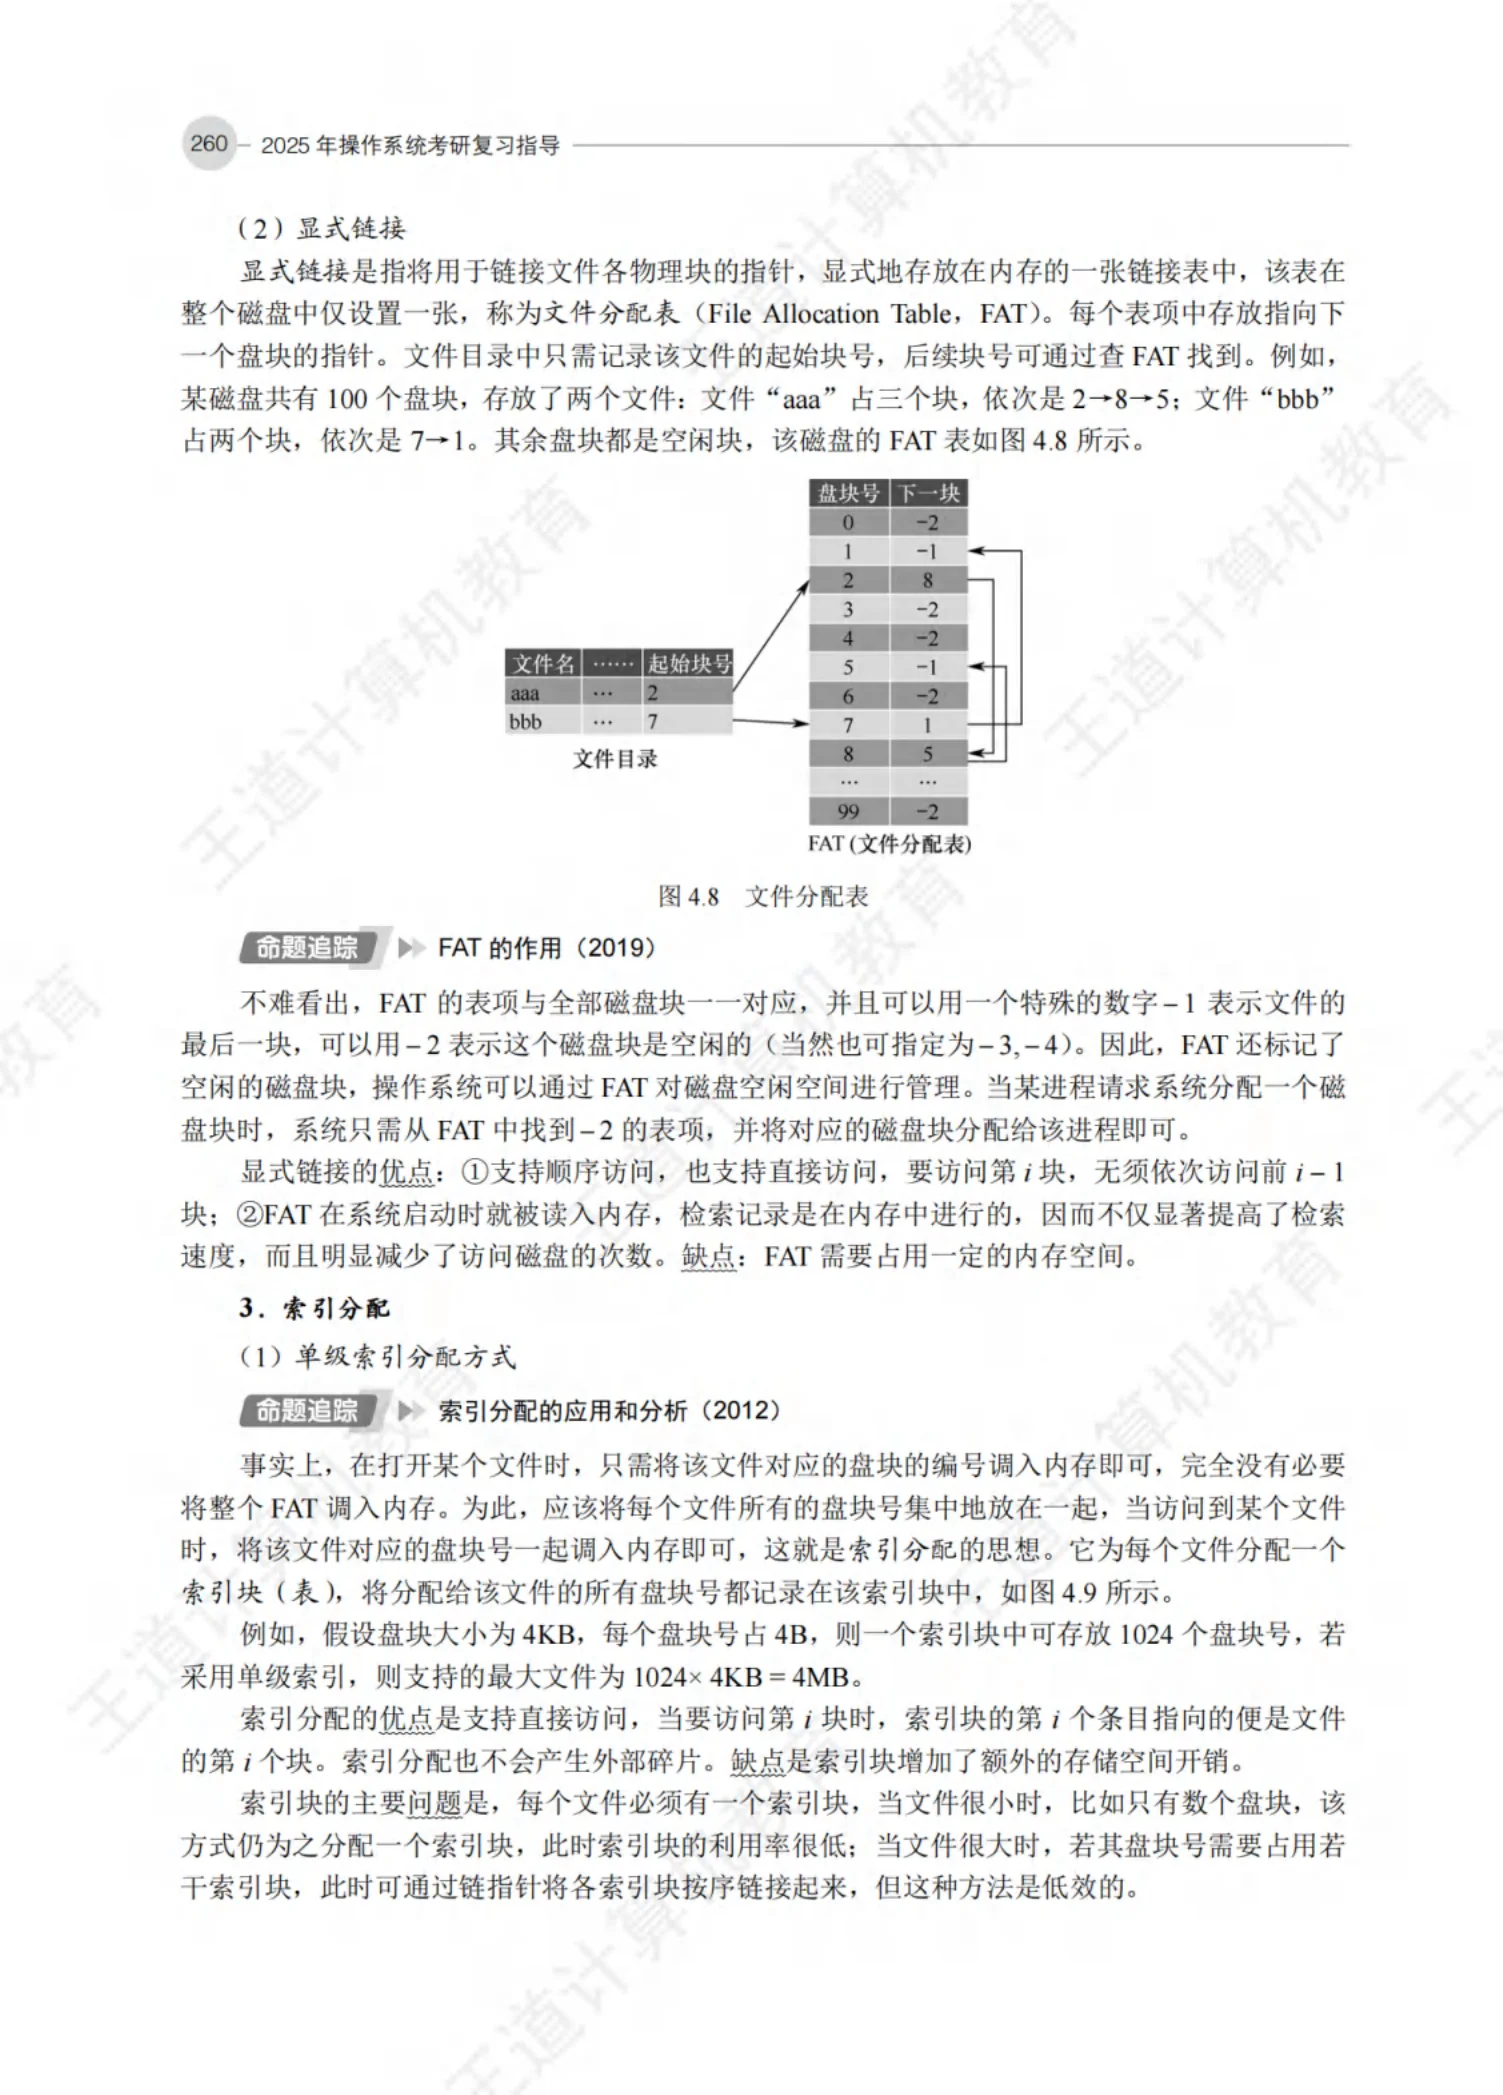 260 2025 年操作系统考研复习指导
（2）显式链接
显式链接是指将用于链接文件各物理块的指针，显式地存放在内存的一张链接表中，该表在
整个磁盘中仅设置一张，称为文件分配表（File Allocation Table，FAT）。每个表项中存放指向下
一个盘块的指针。文件目录中只需记录该文件的起始块号，后续块号可通过查 FAT 找到。例如，
某磁盘共有 100 个盘块，存放了两个文件：文件“aaa”占三个块，依次是 2→8→5；文件“bbb”
占两个块，依次是 7→1。其余盘块都是空闲块，该磁盘的 FAT 表如图 4.8 所示。
盘块号 下一块
0 -2
1 -1
2 8
3 -2
4 -2
5 -1
6 -2
7 1
8 5
… …
99 -2
FAT (文件分配表)
文件名 …… 起始块号
aaa … 2
bbb … 7
文件目录
图 4.8 文件分配表
命题追踪 FAT 的作用（2019）
不难看出，FAT 的表项与全部磁盘块一一对应，并且可以用一个特殊的数字 – 1 表示文件的
最后一块，可以用 – 2 表示这个磁盘块是空闲的（当然也可指定为 – 3, – 4）。因此，FAT 还标记了
空闲的磁盘块，操作系统可以通过 FAT 对磁盘空闲空间进行管理。当某进程请求系统分配一个磁
盘块时，系统只需从 FAT 中找到 – 2 的表项，并将对应的磁盘块分配给该进程即可。
显式链接的优点：①支持顺序访问，也支持直接访问，要访问第 i 块，无须依次访问前 i – 1
块；②FAT 在系统启动时就被读入内存，检索记录是在内存中进行的，因而不仅显著提高了检索
速度，而且明显减少了访问磁盘的次数。缺点：FAT 需要占用一定的内存空间。
3．索引分配
（1）单级索引分配方式
命题追踪 索引分配的应用和分析（2012）
事实上，在打开某个文件时，只需将该文件对应的盘块的编号调入内存即可，完全没有必要
将整个 FAT 调入内存。为此，应该将每个文件所有的盘块号集中地放在一起，当访问到某个文件
时，将该文件对应的盘块号一起调入内存即可，这就是索引分配的思想。它为每个文件分配一个
索引块（表），将分配给该文件的所有盘块号都记录在该索引块中，如图 4.9 所示。
例如，假设盘块大小为 4KB，每个盘块号占 4B，则一个索引块中可存放 1024 个盘块号，若
采用单级索引，则支持的最大文件为 1024× 4KB = 4MB。
索引分配的优点是支持直接访问，当要访问第 i 块时，索引块的第 i 个条目指向的便是文件
的第 i 个块。索引分配也不会产生外部碎片。缺点是索引块增加了额外的存储空间开销。
索引块的主要问题是，每个文件必须有一个索引块，当文件很小时，比如只有数个盘块，该
方式仍为之分配一个索引块，此时索引块的利用率很低；当文件很大时，若其盘块号需要占用若
干索引块，此时可通过链指针将各索引块按序链接起来，但这种方法是低效的。
王道计算机教育